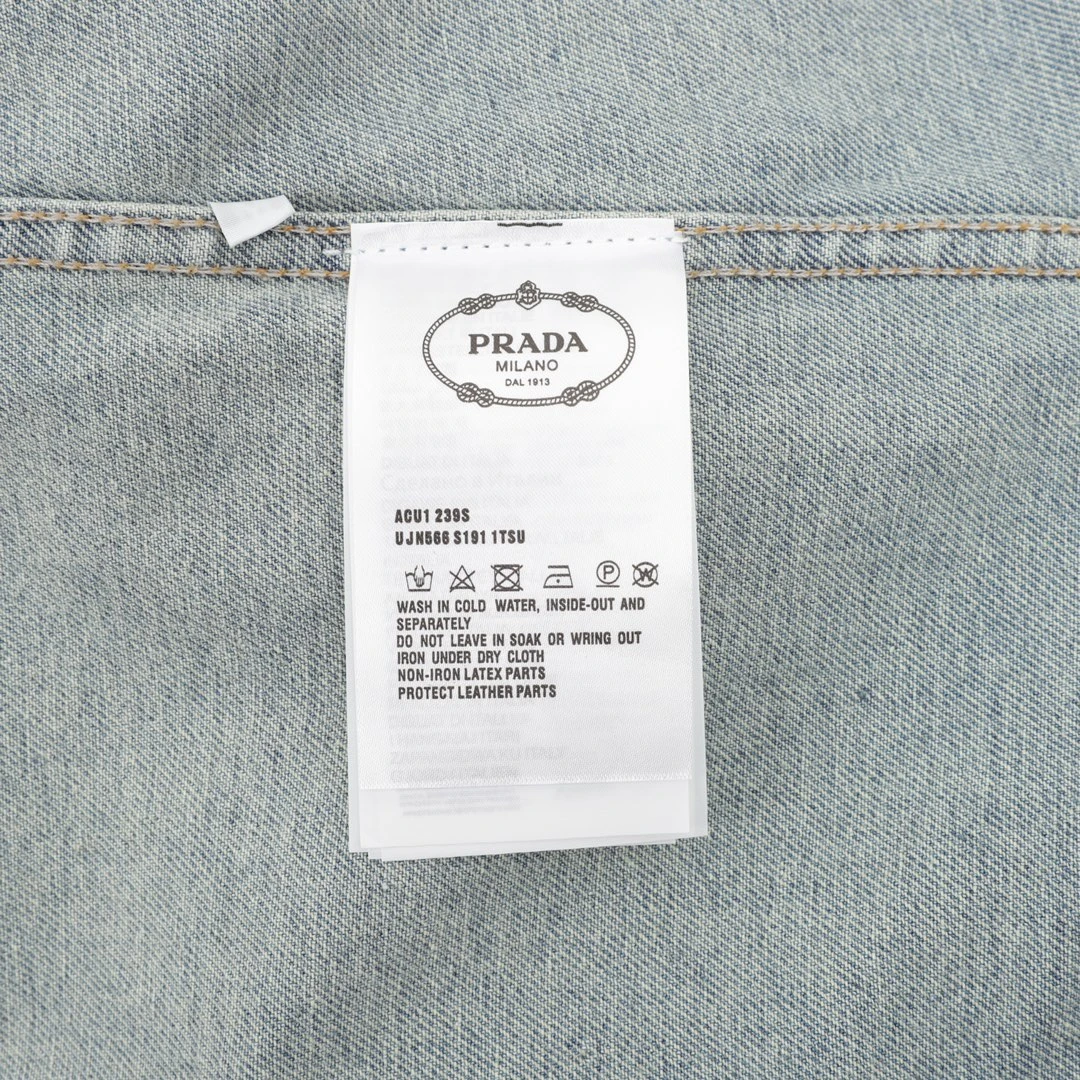 PRADA
MILANO
DAL 1913
ACU1 239S
UJN566 S191 1TSU
P
W
WASH IN COLD WATER, INSIDE-OUT AND
SEPARATELY
DO NOT LEAVE IN SOAK OR WRING OUT
IRON UNDER DRY CLOTH
NON-IRON LATEX PARTS
PROTECT LEATHER PARTS